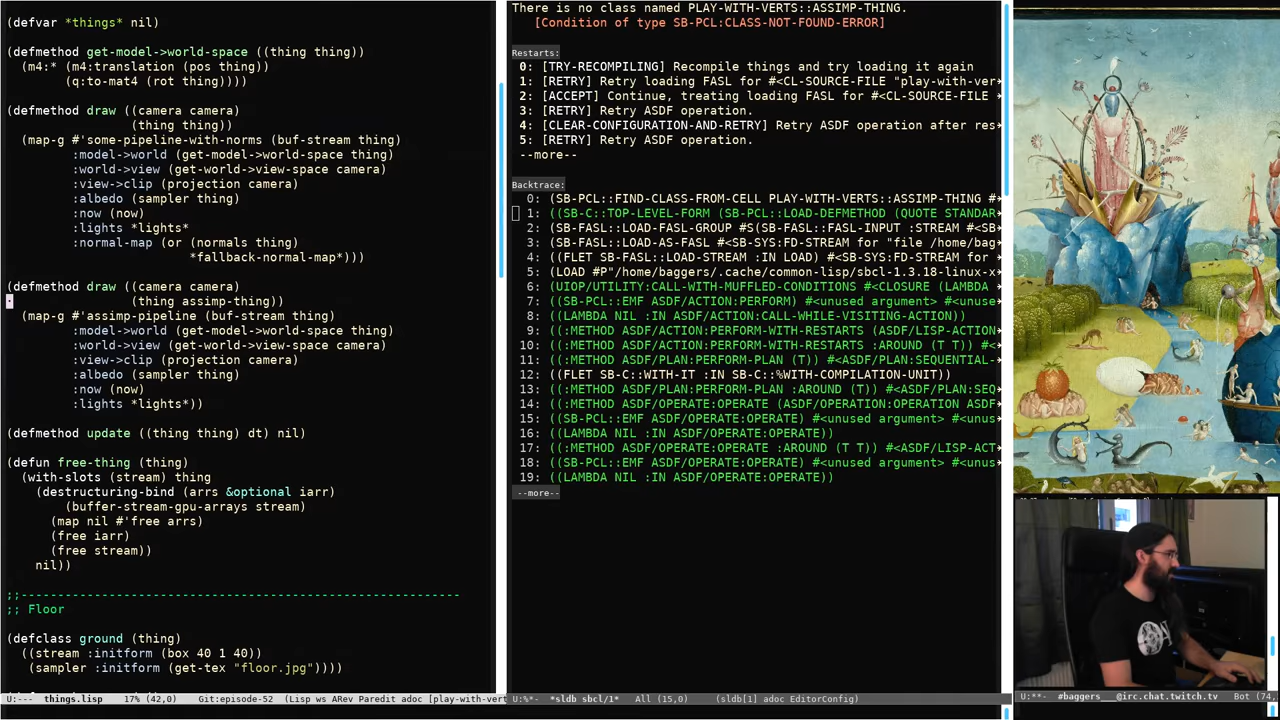 (defvar *things* nil)
(defmethod get-model->world-space ((thing thing))
  (m4:* (m4:translation (pos thing))
        (q:to-mat4 (rot thing))))
(defmethod draw ((camera camera)
                 (thing thing))
  (map-g #'some-pipeline-with-norms (buf-stream thing)
         :model->world (get-model->world-space thing)
         :world->view (get-world->view-space camera)
         :view->clip (projection camera)
         :albedo (sampler thing)
         :now (now)
         :lights *lights*
         :normal-map (or (normals thing)
                         *fallback-normal-map*)))
(defmethod draw ((camera camera)
                 (thing assimp-thing))
  (map-g #'assimp-pipeline (buf-stream thing)
         :model->world (get-model->world-space thing)
         :world->view (get-world->view-space camera)
         :view->clip (projection camera)
         :albedo (sampler thing)
         :now (now)
         :lights *lights*))
(defmethod update ((thing thing) dt) nil)
(defun free-thing (thing)
  (with-slots (stream) thing
    (destructuring-bind (arrs &optional iarr)
        (buffer-stream-gpu-arrays stream)
      (map nil #'free arrs)
      (free iarr)
      (free stream))
    nil))
;;------------------------------------------------------------
;; Floor
(defclass ground (thing)
  ((stream :initform (box 40 1 40))
   (sampler :initform (get-tex "floor.jpg"))))
U:--- things.lisp 17% (42,0) Git:episode-52 (Lisp ws ARev Paredit adoc [play-with-vert
There is no class named PLAY-WITH-VERTS::ASSIMP-THING.
   [Condition of type SB-PCL:CLASS-NOT-FOUND-ERROR]
Restarts:
 0: [TRY-RECOMPILING] Recompile things and try loading it again
 1: [RETRY] Retry loading FASL for #<CL-SOURCE-FILE "play-with-ver
 2: [ACCEPT] Continue, treating loading FASL for #<CL-SOURCE-FILE
 3: [RETRY] Retry ASDF operation.
 4: [CLEAR-CONFIGURATION-AND-RETRY] Retry ASDF operation after res
 5: [RETRY] Retry ASDF operation.
 --more--
Backtrace:
  0: (SB-PCL::FIND-CLASS-FROM-CELL PLAY-WITH-VERTS::ASSIMP-THING #
  1: ((SB-C::TOP-LEVEL-FORM (SB-PCL::LOAD-DEFMETHOD (QUOTE STANDAR
  2: (SB-FASL::LOAD-FASL-GROUP #S(SB-FASL::FASL-INPUT :STREAM #<SB
  3: (SB-FASL::LOAD-AS-FASL #<SB-SYS:FD-STREAM for "file /home/bag
  4: ((FLET SB-FASL::LOAD-STREAM :IN LOAD) #<SB-SYS:FD-STREAM for
  5: (LOAD #P"/home/baggers/.cache/common-lisp/sbcl-1.3.18-linux-x
  6: (UIOP/UTILITY:CALL-WITH-MUFFLED-CONDITIONS #<CLOSURE (LAMBDA
  7: ((SB-PCL::EMF ASDF/ACTION:PERFORM) #<unused argument> #<unuse
  8: ((LAMBDA NIL :IN ASDF/ACTION:CALL-WHILE-VISITING-ACTION))
  9: ((:METHOD ASDF/ACTION:PERFORM-WITH-RESTARTS (ASDF/LISP-ACTION
 10: ((:METHOD ASDF/ACTION:PERFORM-WITH-RESTARTS :AROUND (T T)) #<
 11: ((:METHOD ASDF/PLAN:PERFORM-PLAN (T)) #<ASDF/PLAN:SEQUENTIAL-
 12: ((FLET SB-C::WITH-IT :IN SB-C::%WITH-COMPILATION-UNIT))
 13: ((:METHOD ASDF/PLAN:PERFORM-PLAN :AROUND (T)) #<ASDF/PLAN:SEQ
 14: ((:METHOD ASDF/OPERATE:OPERATE (ASDF/OPERATION:OPERATION ASDF
 15: ((SB-PCL::EMF ASDF/OPERATE:OPERATE) #<unused argument> #<unus
 16: ((LAMBDA NIL :IN ASDF/OPERATE:OPERATE))
 17: ((:METHOD ASDF/OPERATE:OPERATE :AROUND (T T)) #<ASDF/LISP-ACT
 18: ((SB-PCL::EMF ASDF/OPERATE:OPERATE) #<unused argument> #<unus
 19: ((LAMBDA NIL :IN ASDF/OPERATE:OPERATE))
 --more--
U:%*- *sldb sbcl/1* All (15,0) (sldb[1] adoc EditorConfig)
U:**- #baggers___@irc.chat.twitch.tv Bot (74,